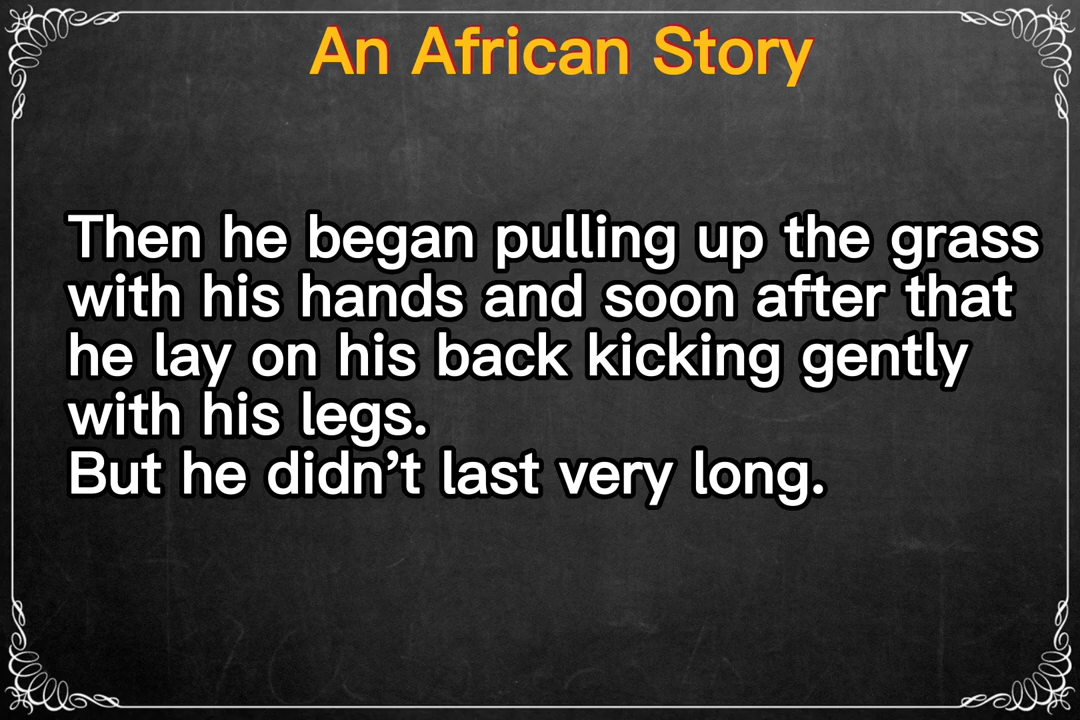 An African Story
Then he began pulling up the grass
with his hands and soon after that
he lay on his back kicking gently
with his legs.
But he didn’t last very long.